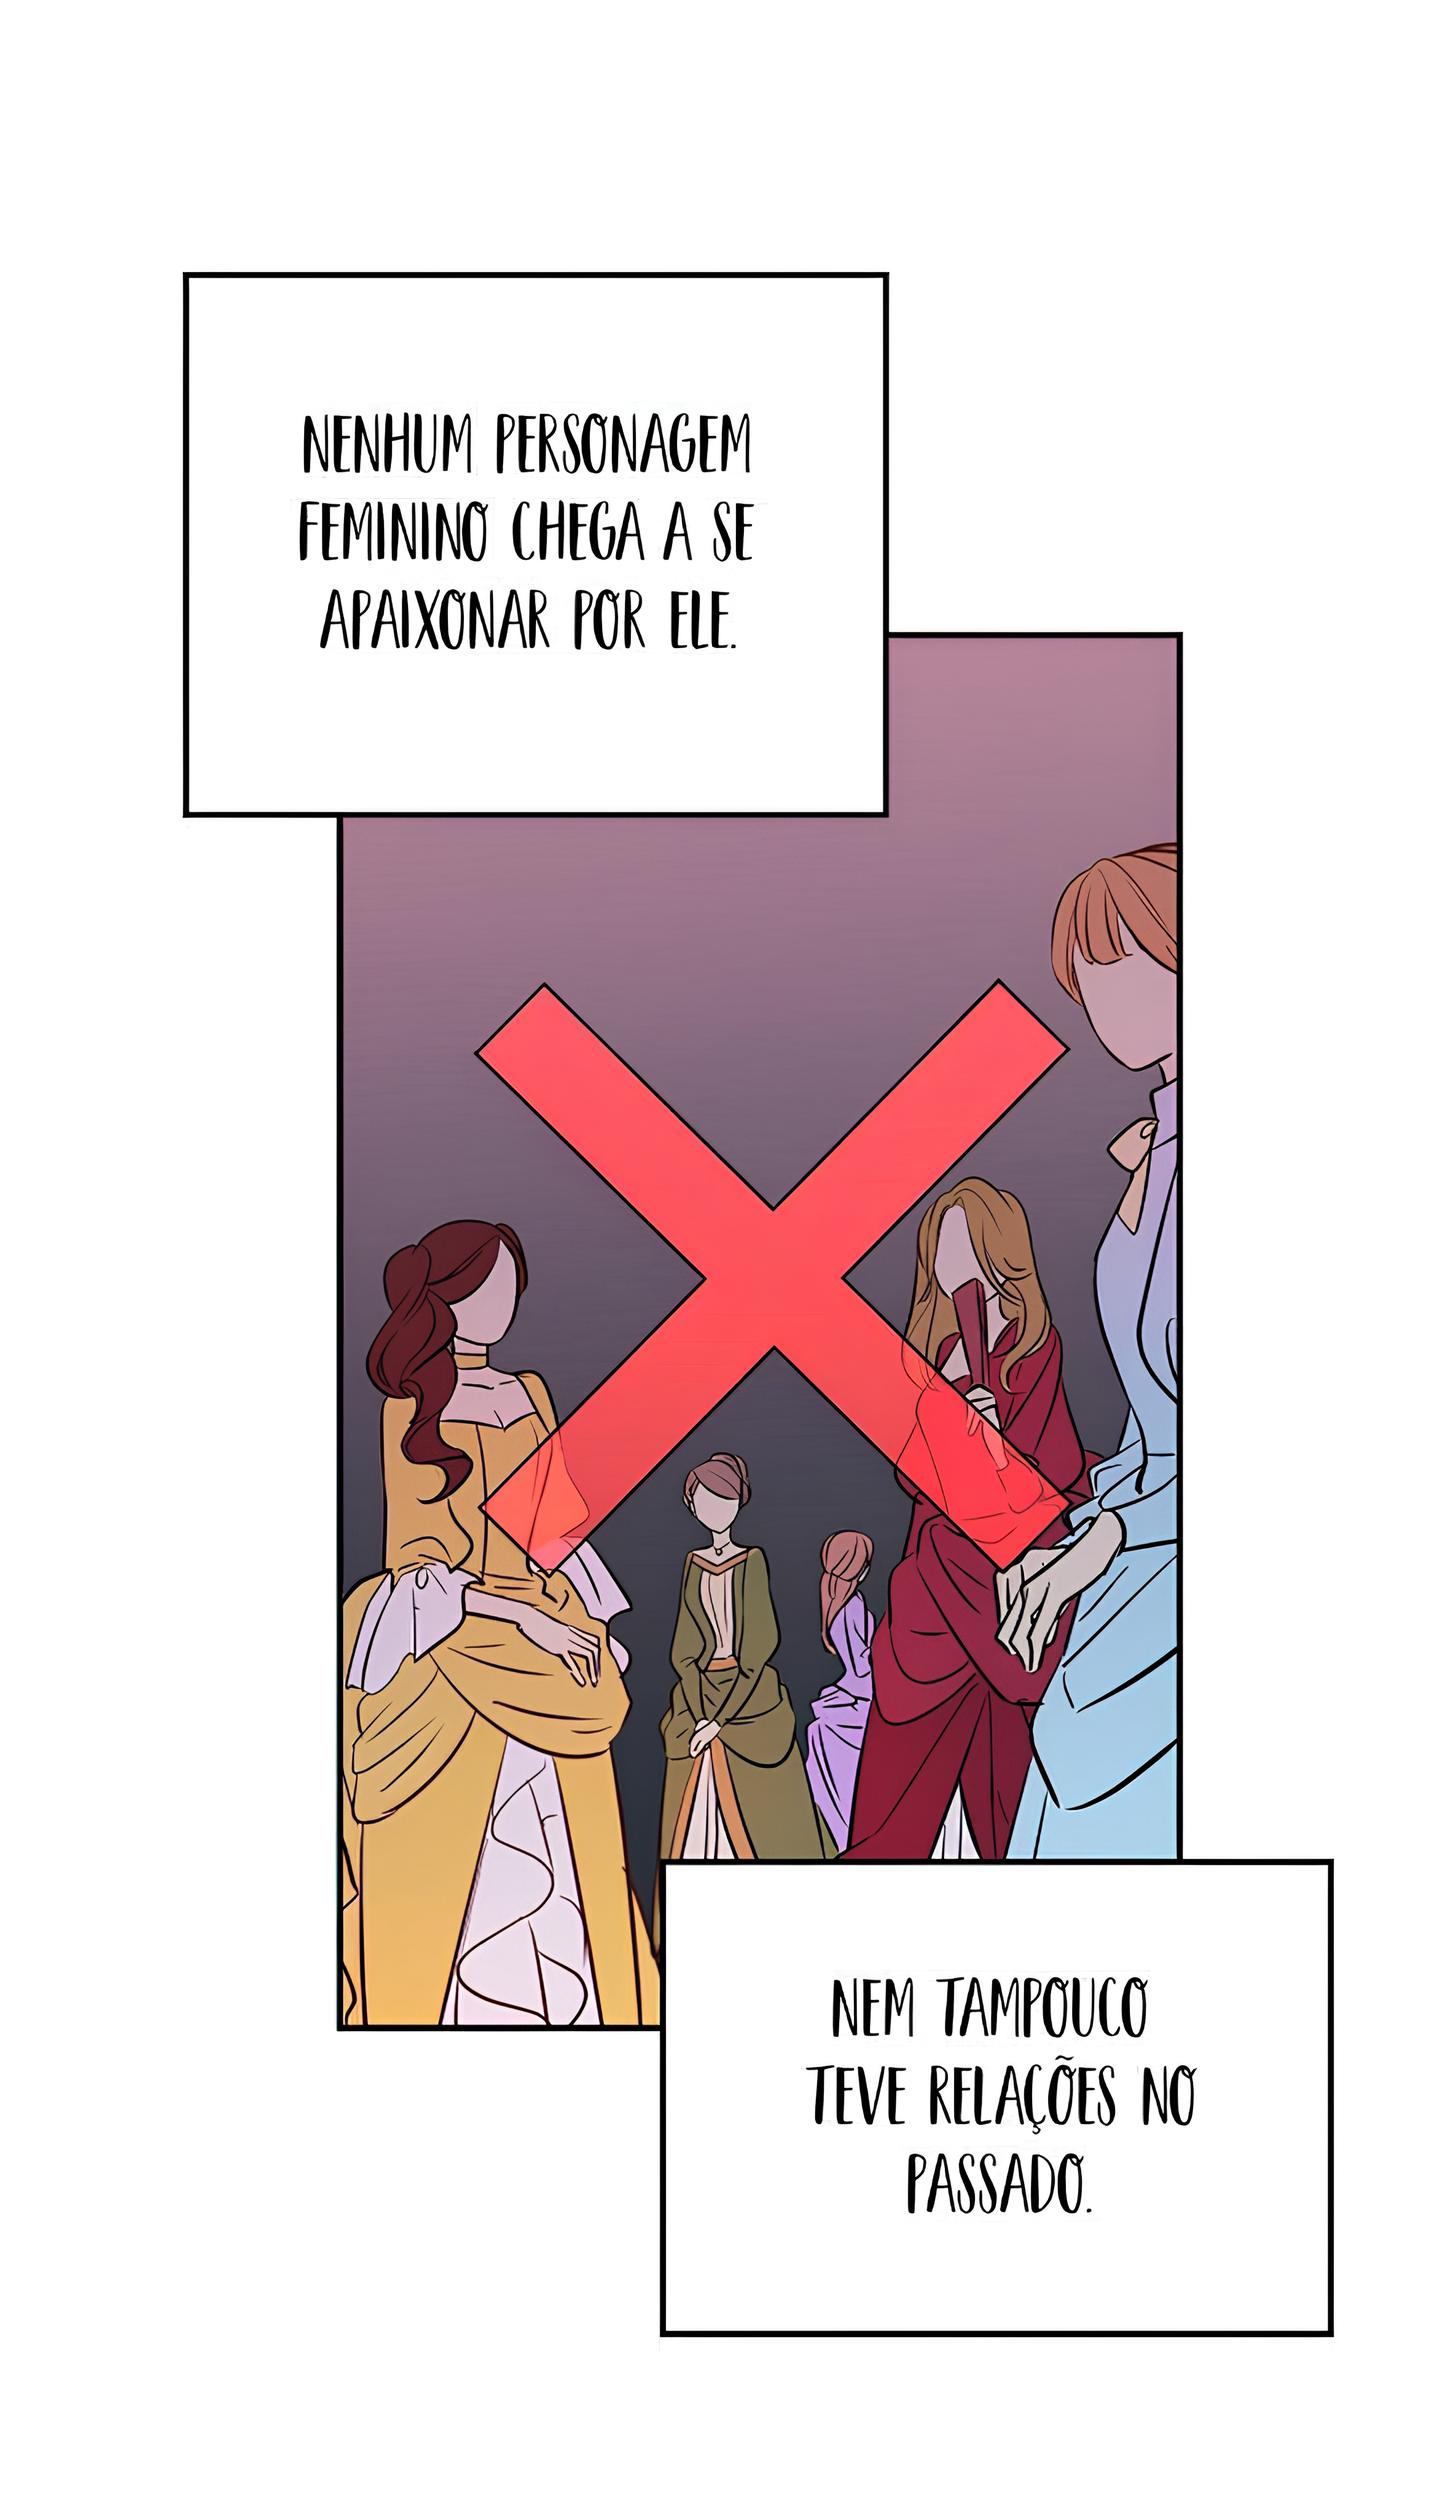 NENHUM PERSONAGEM
FEMININO CHEGA A SE
APAIXONAR POR ELE.
NEM TAMPOUCO
TEVE RELAÇÕES NO
PASSADO.